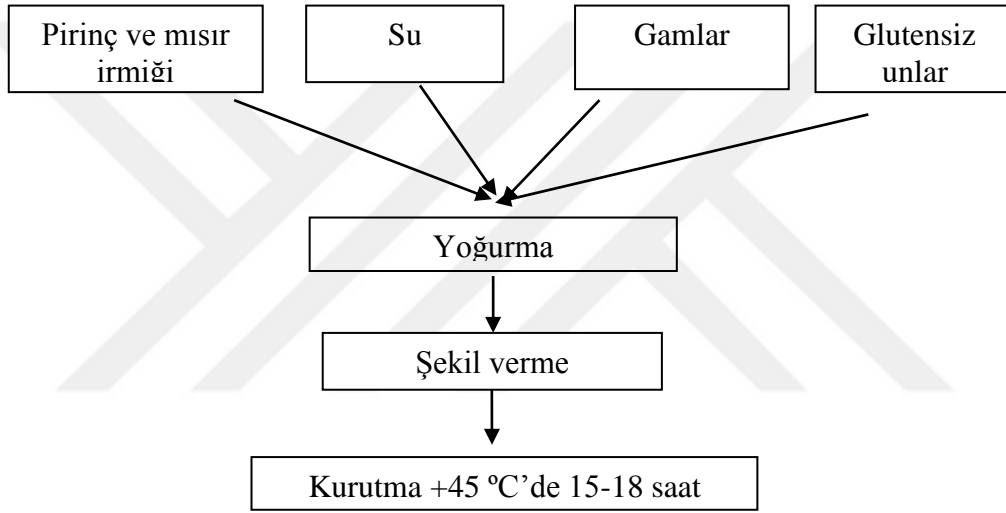 Pirinç ve mısır
irmiği
Su
Gamlar
Glutensiz
unlar
Yoğurma
Şekil verme
Kurutma +45 ºC’de 15-18 saat